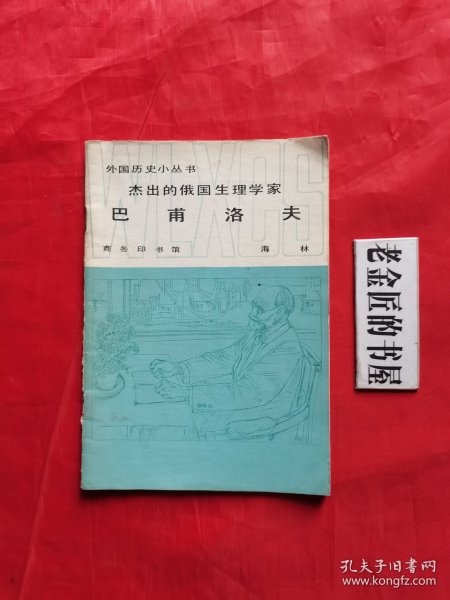 WLXCS
外国历史小丛书
杰出的俄国生理学家
巴甫洛夫
商务印书馆 海林
老金匠的书屋
孔夫子旧书网
www.kongfz.com